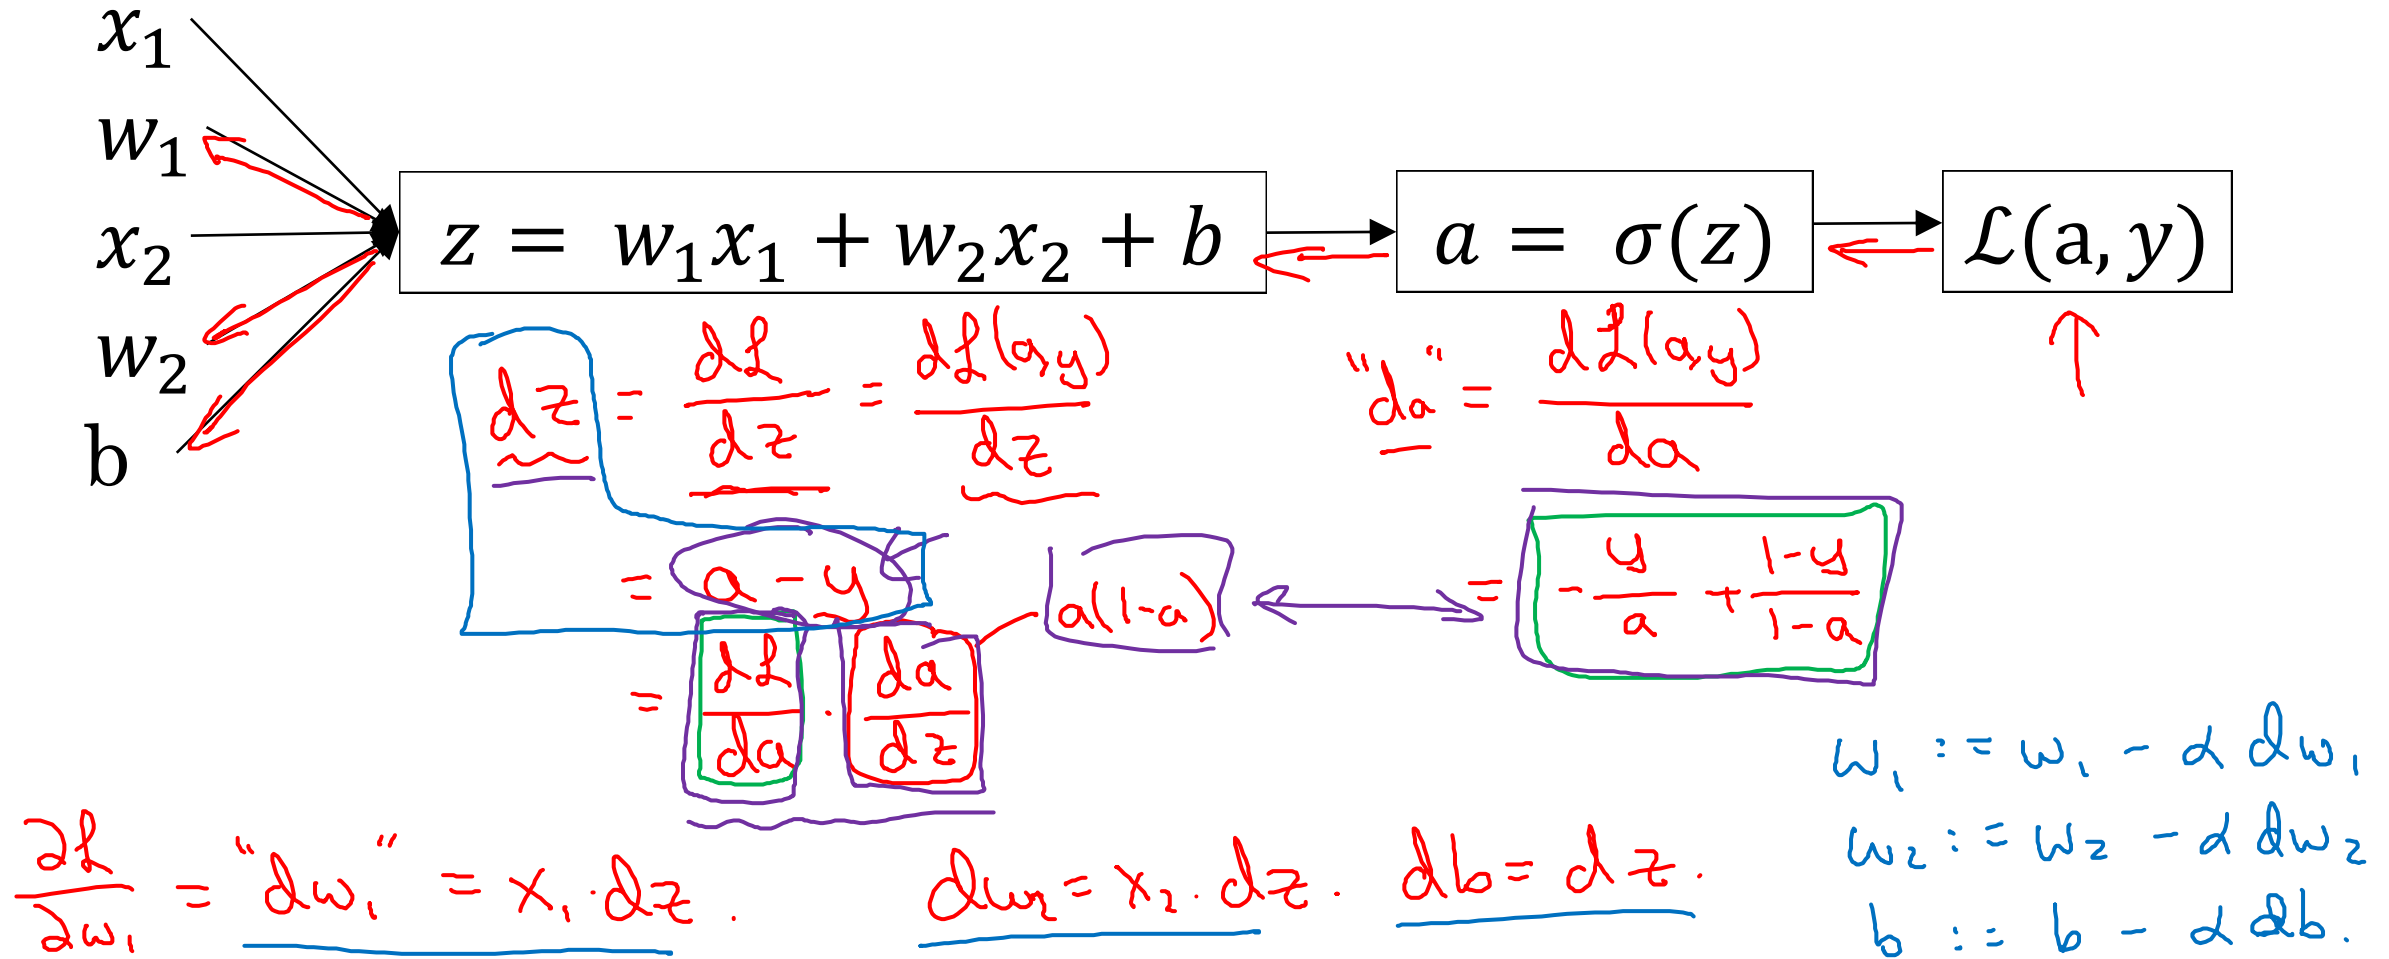 x₁
w₁
x₂
w₂
b
z = w₁x₁ + w₂x₂ + b
a = σ(z)
ℒ(a, y)
dz = dℒ/dz = dℒ(a,y)/dz
"da" = dℒ(a,y)/da
= a - y
a(1-a)
= - y/a + 1-y/1-a
= dℒ/da · da/dz
∂ℒ/∂w₁ = "dw₁" = x₁·dz.
dw₂ = x₂·dz.
db = dz.
w₁ := w₁ - α dw₁
w₂ := w₂ - α dw₂
b := b - α db.